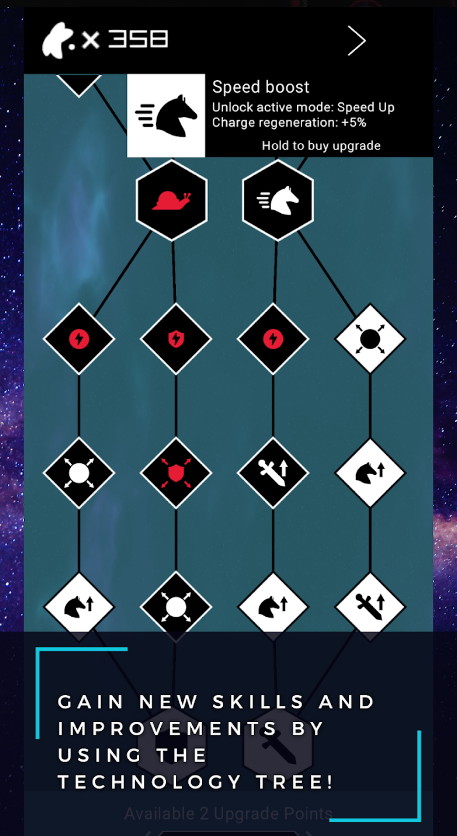 x 358
Speed boost
Unlock active mode: Speed Up
Charge regeneration: +5%
Hold to buy upgrade
GAIN NEW SKILLS AND
IMPROVEMENTS BY
USING THE
TECHNOLOGY TREE!
Available 2 Upgrade Points